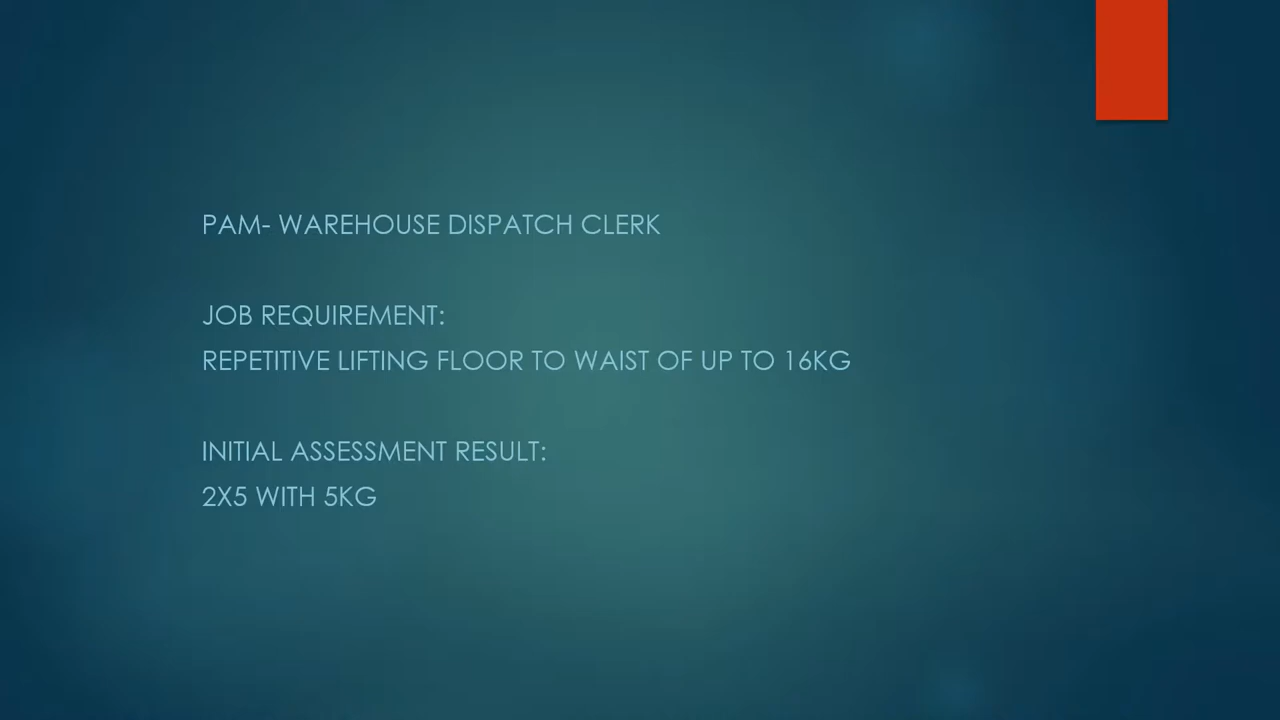 PAM- WAREHOUSE DISPATCH CLERK
JOB REQUIREMENT:
REPETITIVE LIFTING FLOOR TO WAIST OF UP TO 16KG
INITIAL ASSESSMENT RESULT:
2X5 WITH 5KG